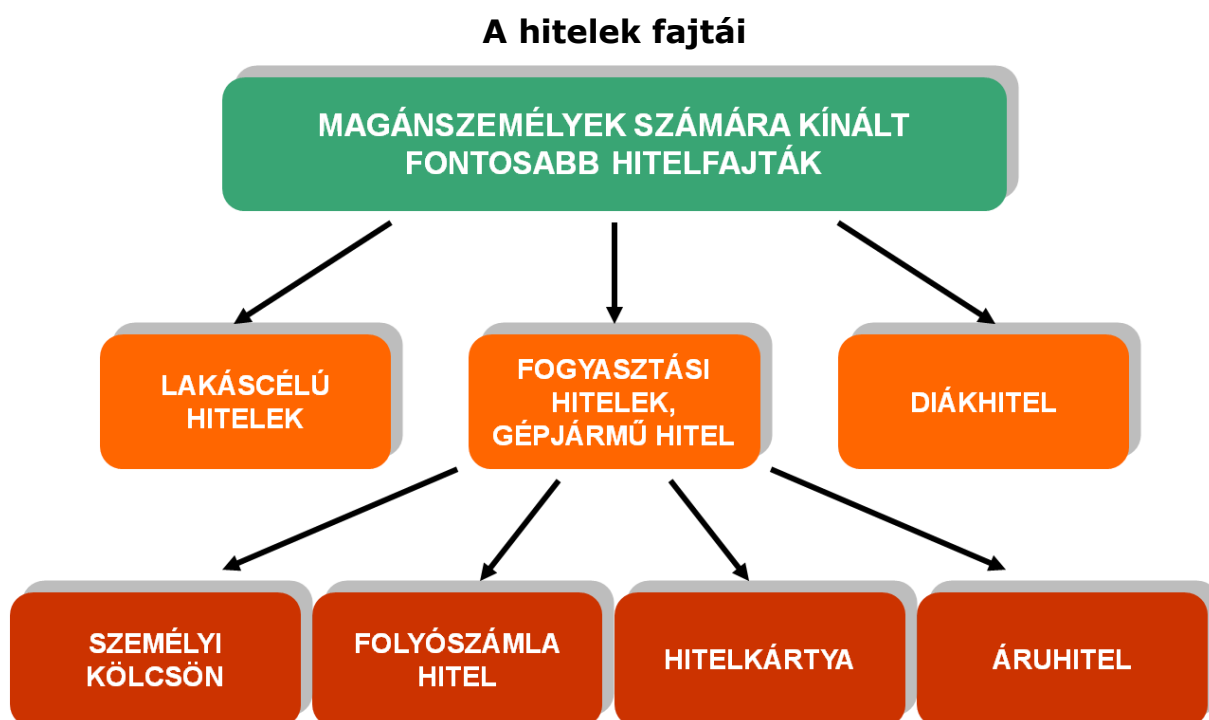 A hitelek fajtái
MAGÁNSZEMÉLYEK SZÁMÁRA KÍNÁLT
FONTOSABB HITELFAJTÁK
LAKÁSCÉLÚ
HITELEK
FOGYASZTÁSI
HITELEK,
GÉPJÁRMŰ HITEL
DIÁKHITEL
SZEMÉLYI
KÖLCSÖN
FOLYÓSZÁMLA
HITEL
HITELKÁRTYA
ÁRUHITEL